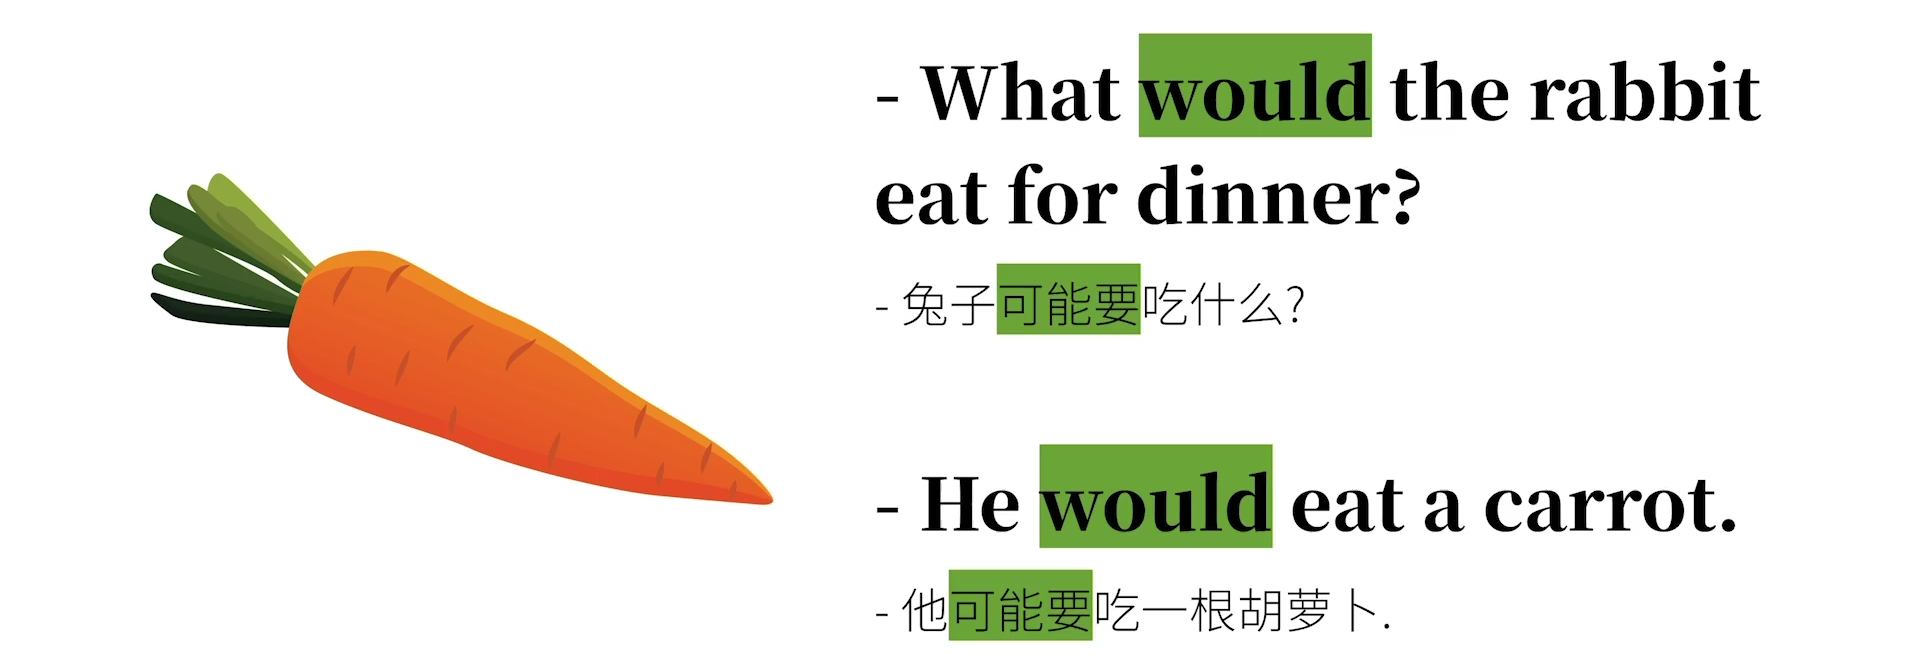 - What would the rabbit
eat for dinner?
- 兔子可能要吃什么?
- He would eat a carrot.
- 他可能要吃一根胡萝卜.